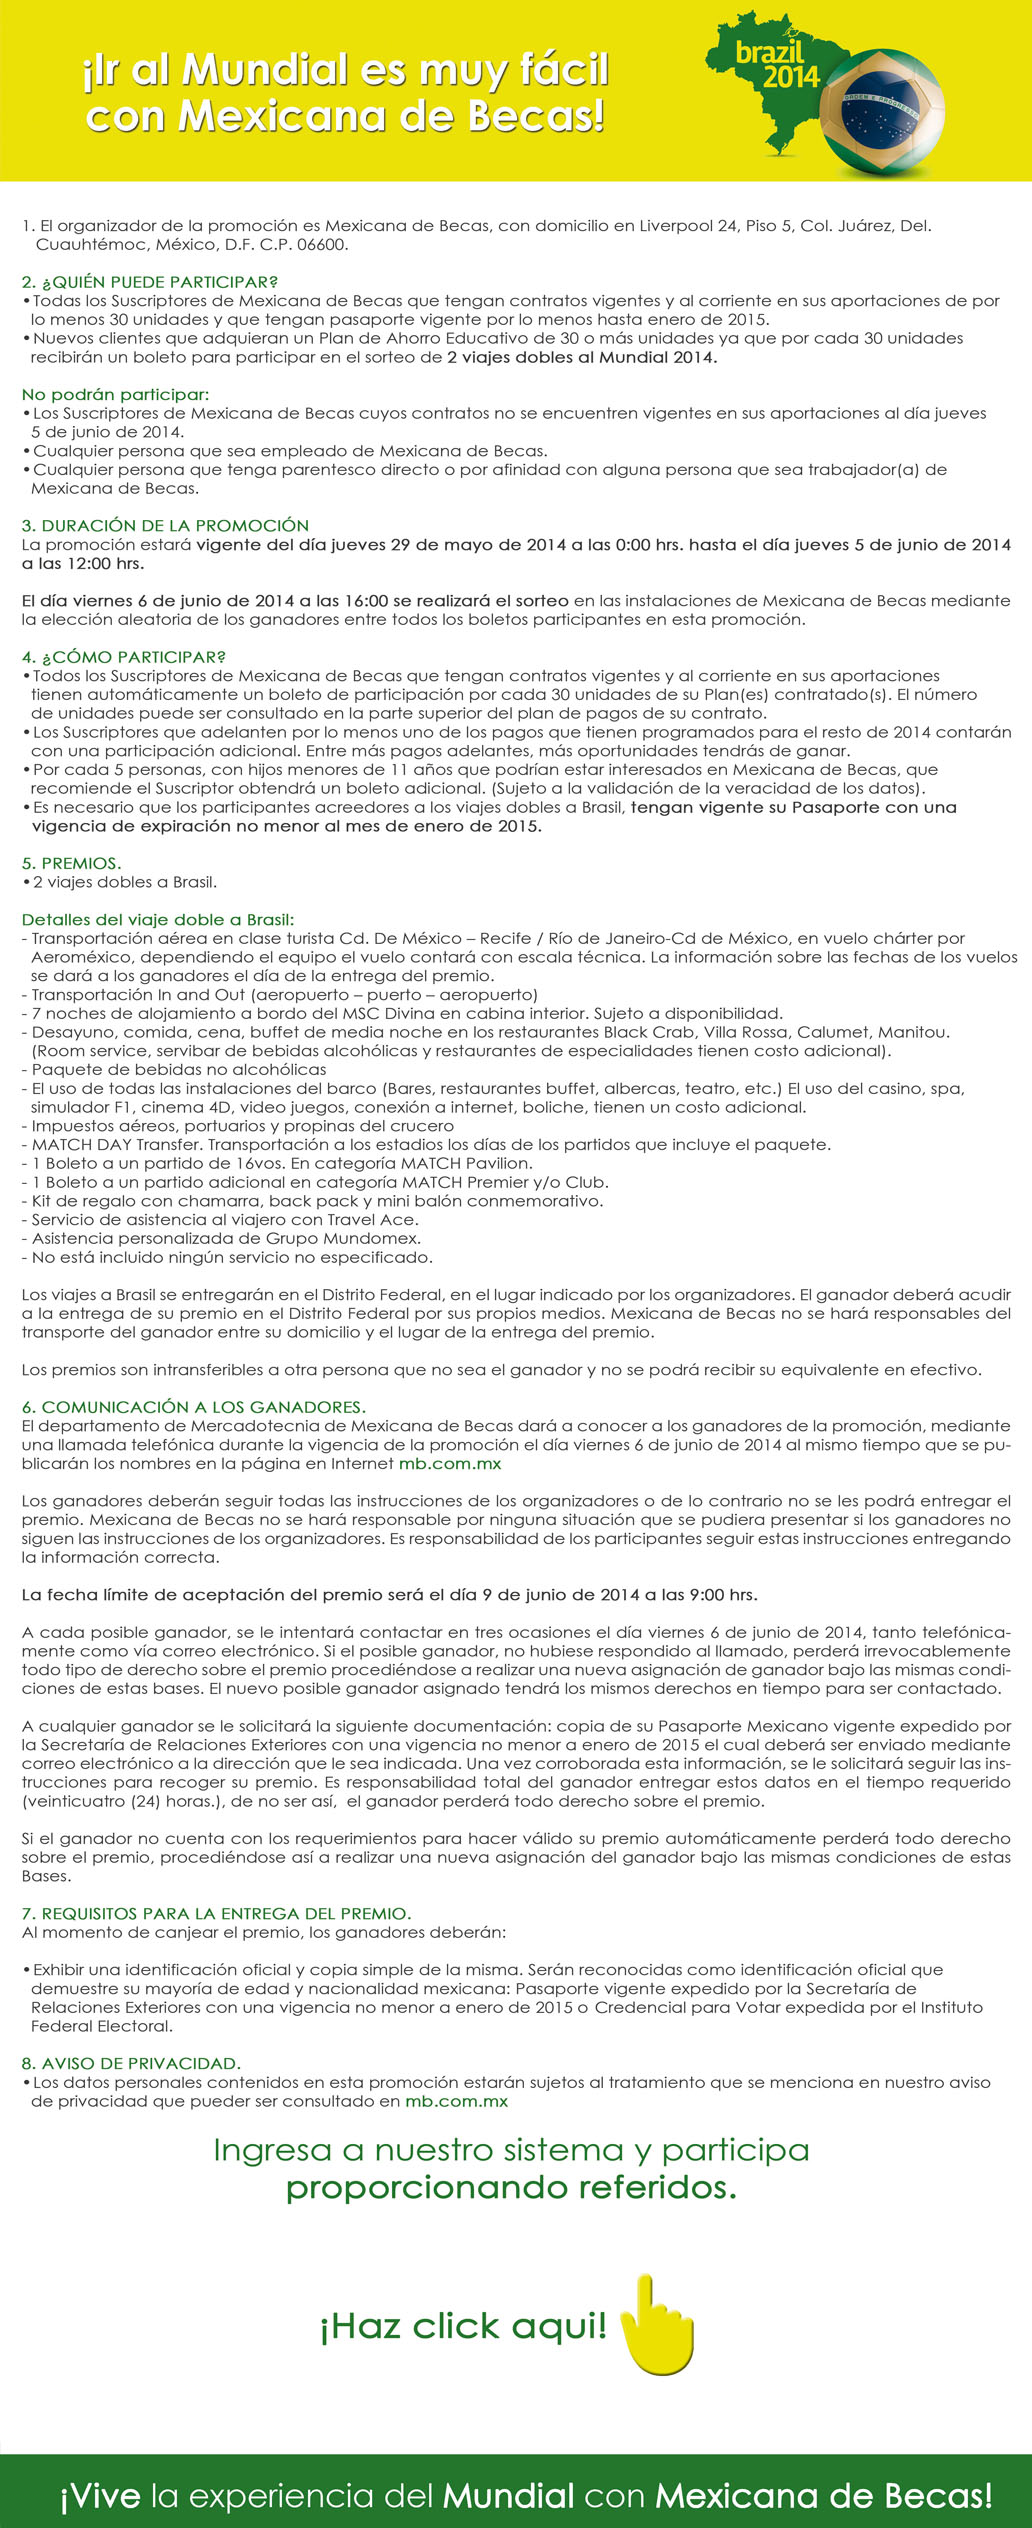 ¡Ir al Mundial es muy fácil
con Mexicana de Becas!
brazil
2014
ORDEM E PROGRESSO
1. El organizador de la promoción es Mexicana de Becas, con domicilio en Liverpool 24, Piso 5, Col. Juárez, Del.
Cuauhtémoc, México, D.F. C.P. 06600.
2. ¿QUIÉN PUEDE PARTICIPAR?
•Todas los Suscriptores de Mexicana de Becas que tengan contratos vigentes y al corriente en sus aportaciones de por
lo menos 30 unidades y que tengan pasaporte vigente por lo menos hasta enero de 2015.
•Nuevos clientes que adquieran un Plan de Ahorro Educativo de 30 o más unidades ya que por cada 30 unidades
recibirán un boleto para participar en el sorteo de 2 viajes dobles al Mundial 2014.
No podrán participar:
•Los Suscriptores de Mexicana de Becas cuyos contratos no se encuentren vigentes en sus aportaciones al día jueves
5 de junio de 2014.
•Cualquier persona que sea empleado de Mexicana de Becas.
•Cualquier persona que tenga parentesco directo o por afinidad con alguna persona que sea trabajador(a) de
Mexicana de Becas.
3. DURACIÓN DE LA PROMOCIÓN
La promoción estará vigente del día jueves 29 de mayo de 2014 a las 0:00 hrs. hasta el día jueves 5 de junio de 2014
a las 12:00 hrs.
El día viernes 6 de junio de 2014 a las 16:00 se realizará el sorteo en las instalaciones de Mexicana de Becas mediante
la elección aleatoria de los ganadores entre todos los boletos participantes en esta promoción.
4. ¿CÓMO PARTICIPAR?
•Todos los Suscriptores de Mexicana de Becas que tengan contratos vigentes y al corriente en sus aportaciones
tienen automáticamente un boleto de participación por cada 30 unidades de su Plan(es) contratado(s). El número
de unidades puede ser consultado en la parte superior del plan de pagos de su contrato.
•Los Suscriptores que adelanten por lo menos uno de los pagos que tienen programados para el resto de 2014 contarán
con una participación adicional. Entre más pagos adelantes, más oportunidades tendrás de ganar.
•Por cada 5 personas, con hijos menores de 11 años que podrían estar interesados en Mexicana de Becas, que
recomiende el Suscriptor obtendrá un boleto adicional. (Sujeto a la validación de la veracidad de los datos).
•Es necesario que los participantes acreedores a los viajes dobles a Brasil, tengan vigente su Pasaporte con una
vigencia de expiración no menor al mes de enero de 2015.
5. PREMIOS.
•2 viajes dobles a Brasil.
Detalles del viaje doble a Brasil:
- Transportación aérea en clase turista Cd. De México – Recife / Río de Janeiro-Cd de México, en vuelo chárter por
Aeroméxico, dependiendo el equipo el vuelo contará con escala técnica. La información sobre las fechas de los vuelos
se dará a los ganadores el día de la entrega del premio.
- Transportación In and Out (aeropuerto – puerto – aeropuerto)
- 7 noches de alojamiento a bordo del MSC Divina en cabina interior. Sujeto a disponibilidad.
- Desayuno, comida, cena, buffet de media noche en los restaurantes Black Crab, Villa Rossa, Calumet, Manitou.
(Room service, servibar de bebidas alcohólicas y restaurantes de especialidades tienen costo adicional).
- Paquete de bebidas no alcohólicas
- El uso de todas las instalaciones del barco (Bares, restaurantes buffet, albercas, teatro, etc.) El uso del casino, spa,
simulador F1, cinema 4D, video juegos, conexión a internet, boliche, tienen un costo adicional.
- Impuestos aéreos, portuarios y propinas del crucero
- MATCH DAY Transfer. Transportación a los estadios los días de los partidos que incluye el paquete.
- 1 Boleto a un partido de 16vos. En categoría MATCH Pavilion.
- 1 Boleto a un partido adicional en categoría MATCH Premier y/o Club.
- Kit de regalo con chamarra, back pack y mini balón conmemorativo.
- Servicio de asistencia al viajero con Travel Ace.
- Asistencia personalizada de Grupo Mundomex.
- No está incluido ningún servicio no especificado.
Los viajes a Brasil se entregarán en el Distrito Federal, en el lugar indicado por los organizadores. El ganador deberá acudir
a la entrega de su premio en el Distrito Federal por sus propios medios. Mexicana de Becas no se hará responsables del
transporte del ganador entre su domicilio y el lugar de la entrega del premio.
Los premios son intransferibles a otra persona que no sea el ganador y no se podrá recibir su equivalente en efectivo.
6. COMUNICACIÓN A LOS GANADORES.
El departamento de Mercadotecnia de Mexicana de Becas dará a conocer a los ganadores de la promoción, mediante
una llamada telefónica durante la vigencia de la promoción el día viernes 6 de junio de 2014 al mismo tiempo que se pu-
blicarán los nombres en la página en Internet mb.com.mx
Los ganadores deberán seguir todas las instrucciones de los organizadores o de lo contrario no se les podrá entregar el
premio. Mexicana de Becas no se hará responsable por ninguna situación que se pudiera presentar si los ganadores no
siguen las instrucciones de los organizadores. Es responsabilidad de los participantes seguir estas instrucciones entregando
la información correcta.
La fecha límite de aceptación del premio será el día 9 de junio de 2014 a las 9:00 hrs.
A cada posible ganador, se le intentará contactar en tres ocasiones el día viernes 6 de junio de 2014, tanto telefónica-
mente como vía correo electrónico. Si el posible ganador, no hubiese respondido al llamado, perderá irrevocablemente
todo tipo de derecho sobre el premio procediéndose a realizar una nueva asignación de ganador bajo las mismas condi-
ciones de estas bases. El nuevo posible ganador asignado tendrá los mismos derechos en tiempo para ser contactado.
A cualquier ganador se le solicitará la siguiente documentación: copia de su Pasaporte Mexicano vigente expedido por
la Secretaría de Relaciones Exteriores con una vigencia no menor a enero de 2015 el cual deberá ser enviado mediante
correo electrónico a la dirección que le sea indicada. Una vez corroborada esta información, se le solicitará seguir las ins-
trucciones para recoger su premio. Es responsabilidad total del ganador entregar estos datos en el tiempo requerido
(veinticuatro (24) horas.), de no ser así, el ganador perderá todo derecho sobre el premio.
Si el ganador no cuenta con los requerimientos para hacer válido su premio automáticamente perderá todo derecho
sobre el premio, procediéndose así a realizar una nueva asignación del ganador bajo las mismas condiciones de estas
Bases.
7. REQUISITOS PARA LA ENTREGA DEL PREMIO.
Al momento de canjear el premio, los ganadores deberán:
•Exhibir una identificación oficial y copia simple de la misma. Serán reconocidas como identificación oficial que
demuestre su mayoría de edad y nacionalidad mexicana: Pasaporte vigente expedido por la Secretaría de
Relaciones Exteriores con una vigencia no menor a enero de 2015 o Credencial para Votar expedida por el Instituto
Federal Electoral.
8. AVISO DE PRIVACIDAD.
•Los datos personales contenidos en esta promoción estarán sujetos al tratamiento que se menciona en nuestro aviso
de privacidad que pueder ser consultado en mb.com.mx
Ingresa a nuestro sistema y participa
proporcionando referidos.
¡Haz click aqui!
¡Vive la experiencia del Mundial con Mexicana de Becas!